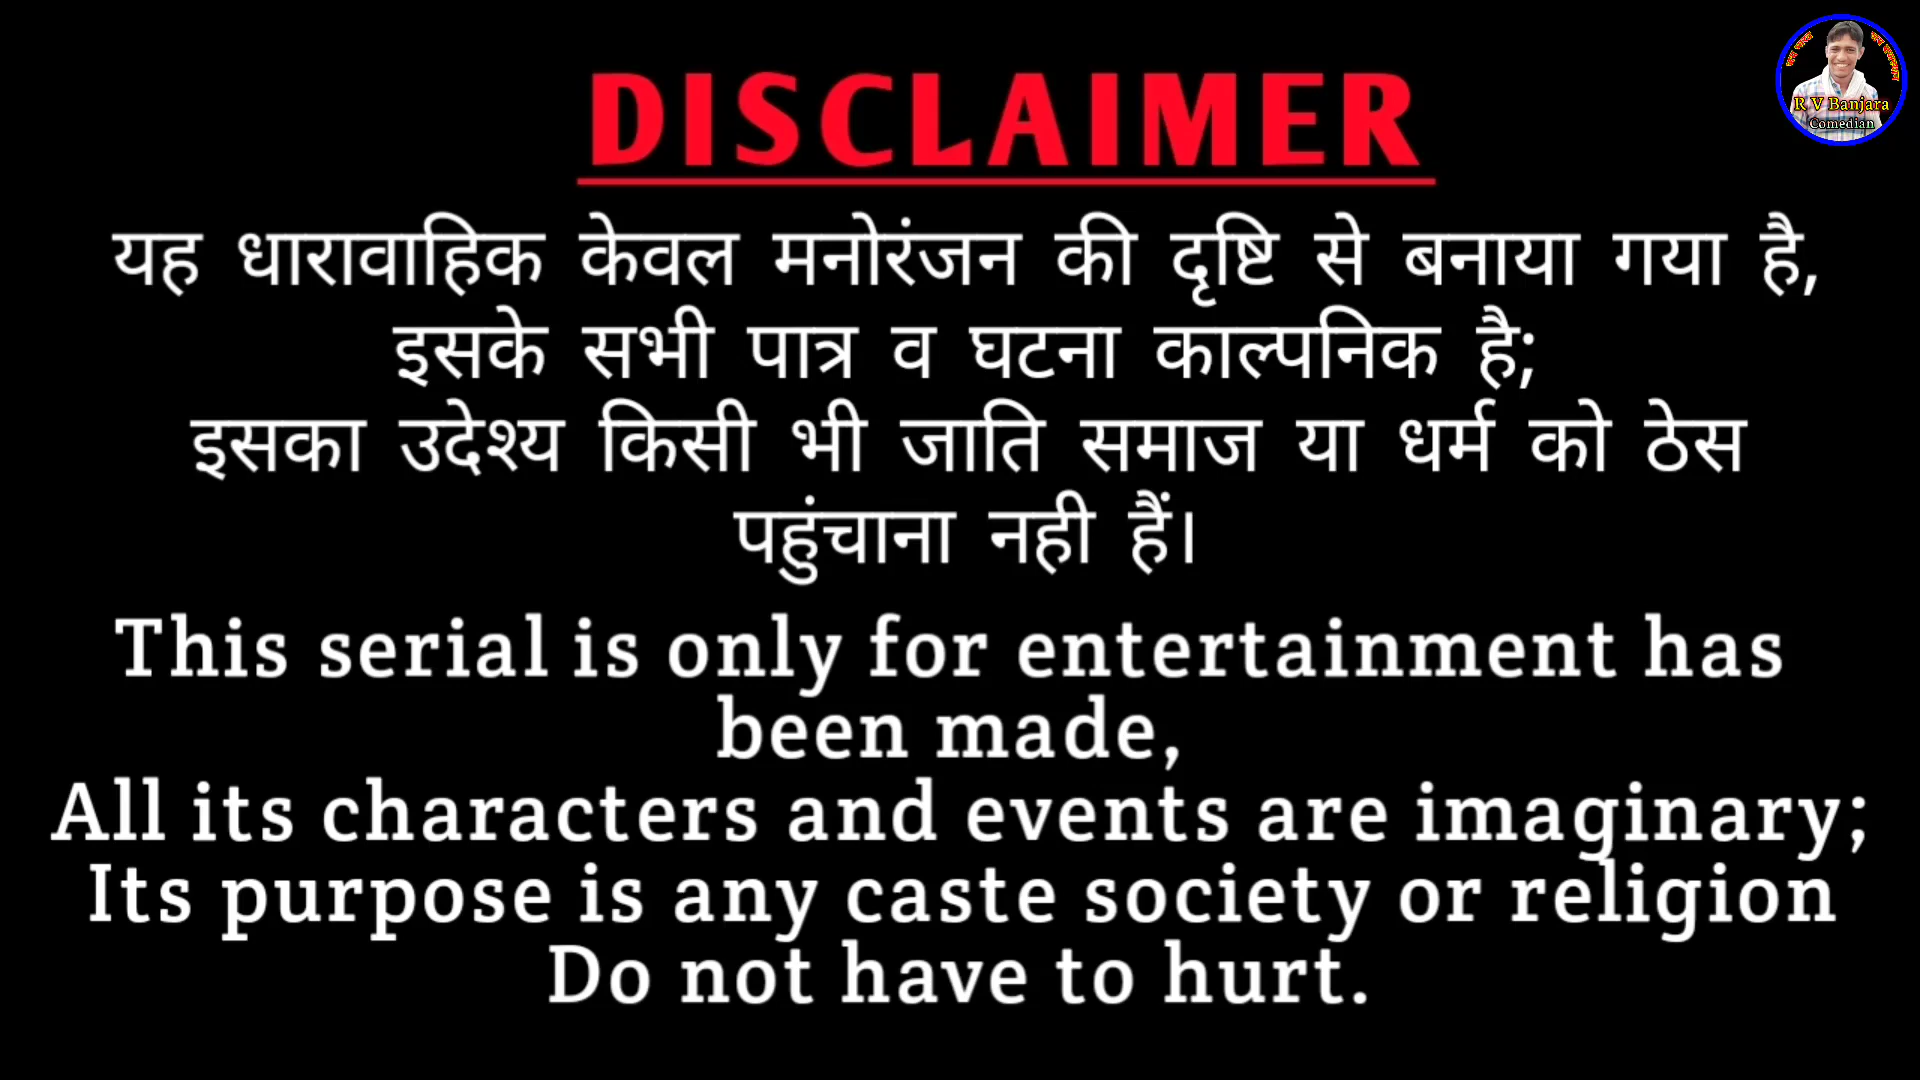 DISCLAIMER
यह धारावाहिक केवल मनोरंजन की दृष्टि से बनाया गया है,
इसके सभी पात्र व घटना काल्पनिक है;
इसका उदेश्य किसी भी जाति समाज या धर्म को ठेस
पहुंचाना नही हैं।
This serial is only for entertainment has
been made,
All its characters and events are imaginary;
Its purpose is any caste society or religion
Do not have to hurt.
R V Banjara
Comedian